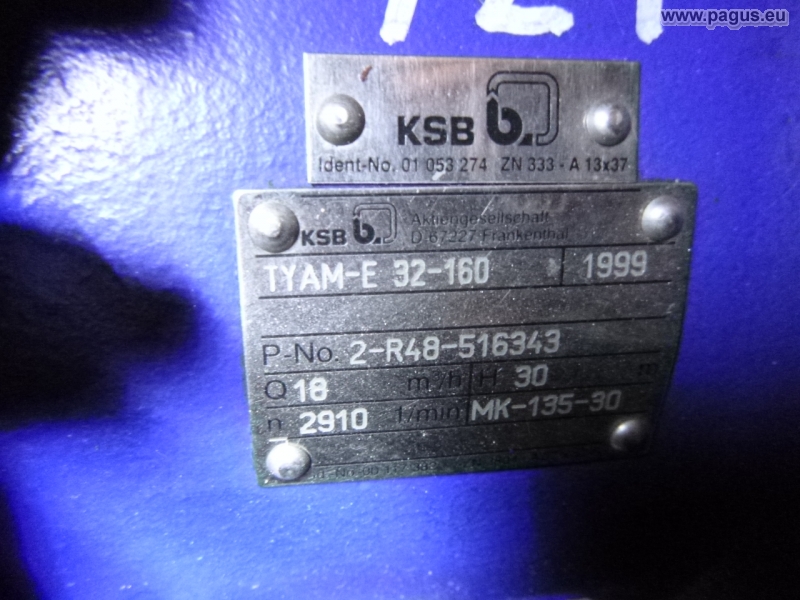 www.pagus.eu
KSB b.
Ident-No. 01 053 274 ZN 333 - A 13x37
KSB b. Aktiengesellschaft
D 67227 Frankenthal
TYAM-E 32-160 1999
P-No. 2-R48-516343
Q 18 m³/h H 30 m
n 2910 1/min MK-135-30